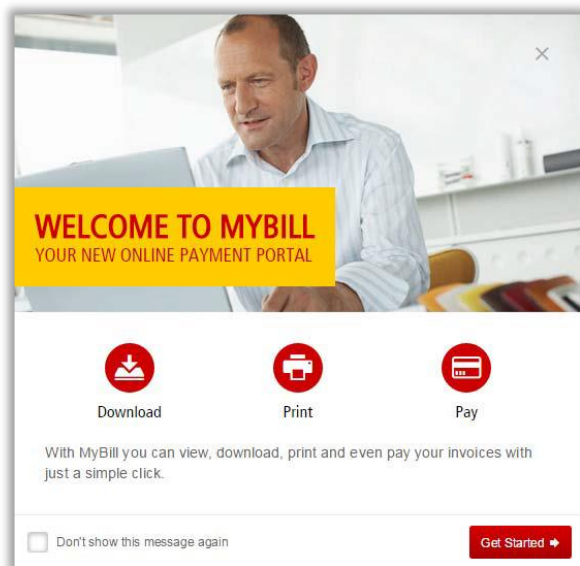 WELCOME TO MYBILL
YOUR NEW ONLINE PAYMENT PORTAL
Download
Print
Pay
With MyBill you can view, download, print and even pay your invoices with
just a simple click.
Don't show this message again
Get Started